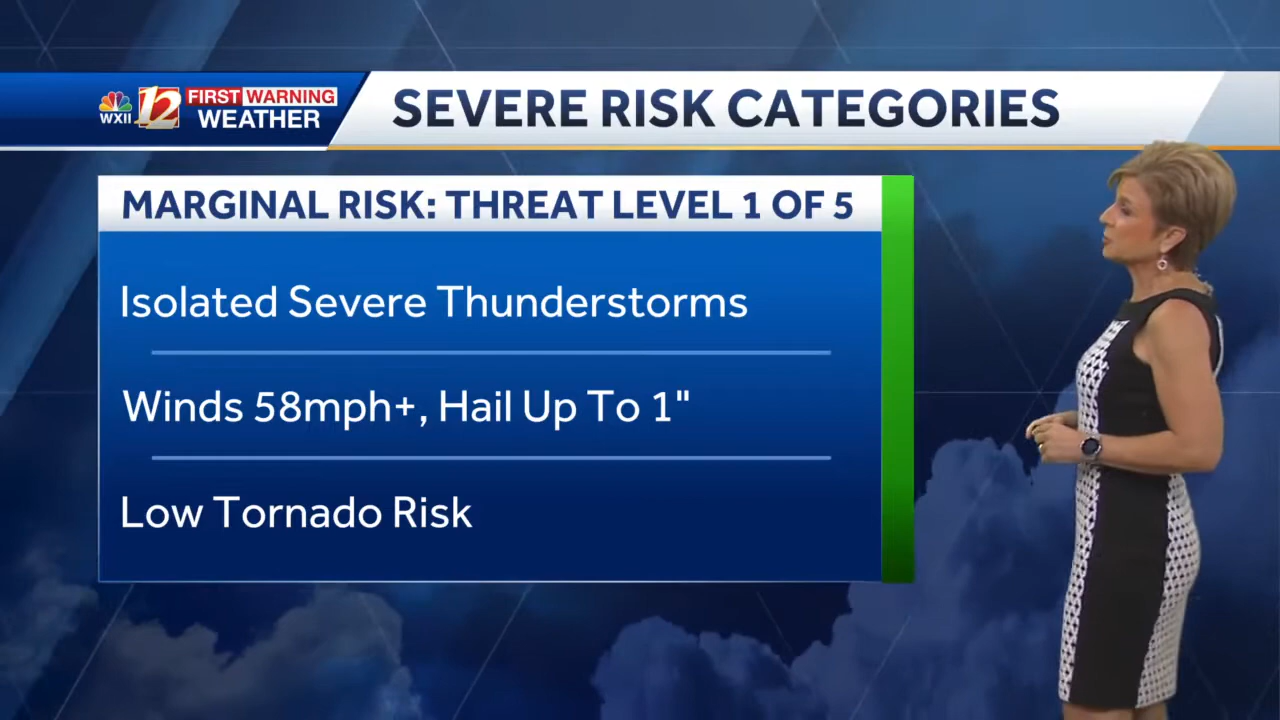 WXII 12 FIRST WARNING
WEATHER
SEVERE RISK CATEGORIES
MARGINAL RISK: THREAT LEVEL 1 OF 5
Isolated Severe Thunderstorms
Winds 58mph+, Hail Up To 1"
Low Tornado Risk